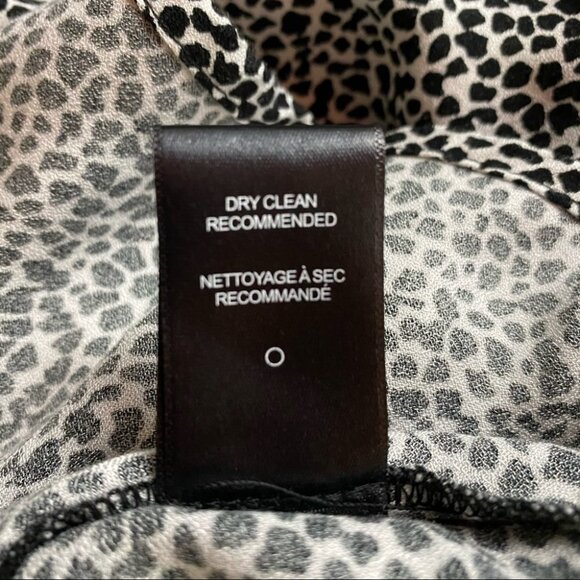 DRY CLEAN
RECOMMENDED
NETTOYAGE À SEC
RECOMMANDÉ